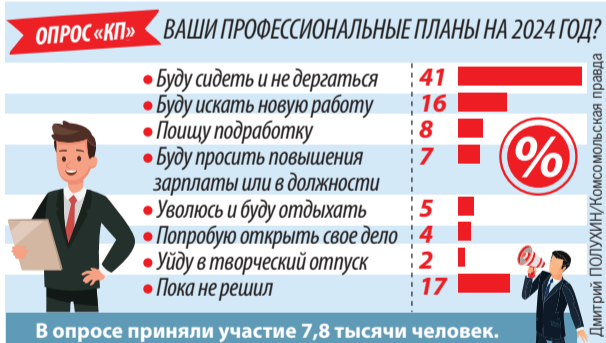 ОПРОС «КП»
ВАШИ ПРОФЕССИОНАЛЬНЫЕ ПЛАНЫ НА 2024 ГОД?
• Буду сидеть и не дергаться 41
• Буду искать новую работу 16
• Поищу подработку 8
• Буду просить повышения 7
зарплаты или в должности
• Уволюсь и буду отдыхать 5
• Попробую открыть свое дело 4
• Уйду в творческий отпуск 2
• Пока не решил 17
%
В опросе приняли участие 7,8 тысячи человек.
Дмитрий ПОЛУХИН/Комсомольская правда